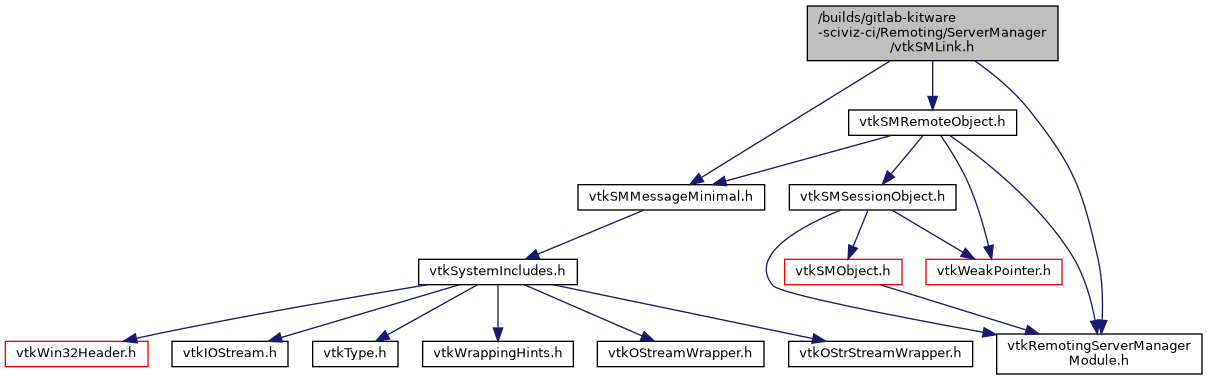 /builds/gitlab-kitware
-sciviz-ci/Remoting/ServerManager
/vtkSMLink.h
vtkSMRemoteObject.h
vtkSMMessageMinimal.h
vtkSMSessionObject.h
vtkSystemIncludes.h
vtkSMObject.h
vtkWeakPointer.h
vtkWin32Header.h
vtkIOStream.h
vtkType.h
vtkWrappingHints.h
vtkOStreamWrapper.h
vtkOStrStreamWrapper.h
vtkRemotingServerManager
Module.h